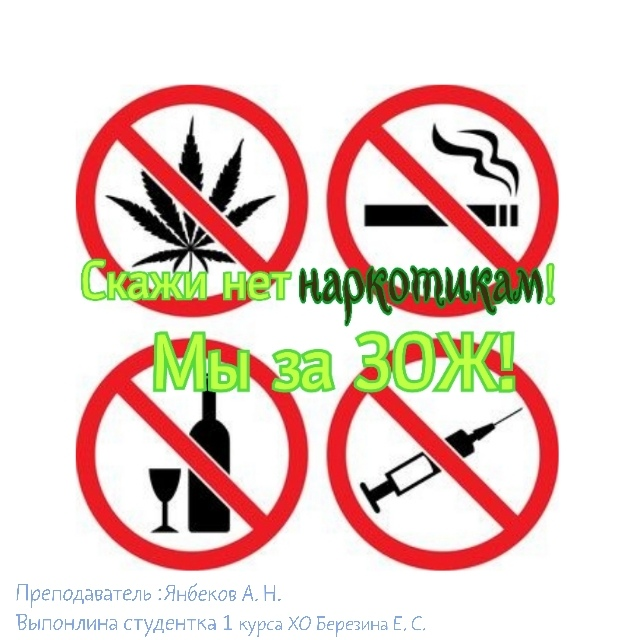 Скажи нет наркотикам!
Мы за ЗОЖ!
Преподаватель :Янбеков А. Н.
Выпонлина студентка 1 курса ХО Березина Е. С.